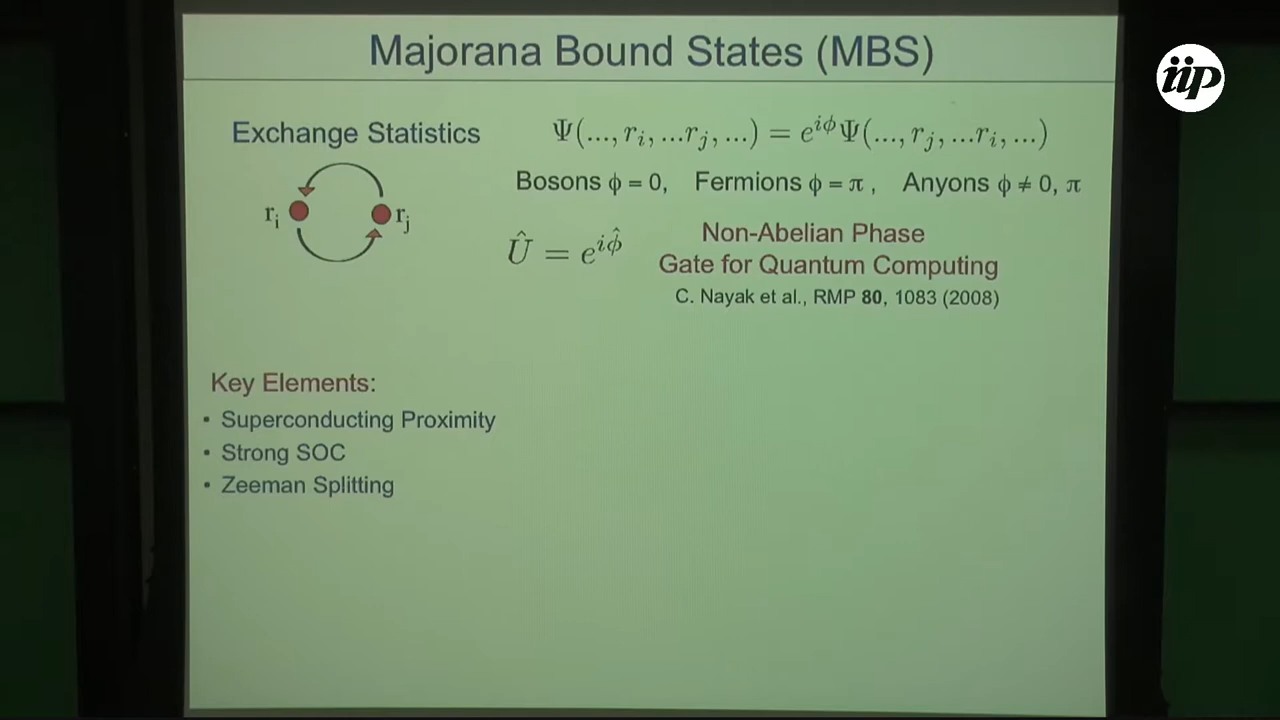 Majorana Bound States (MBS)
iip
Exchange Statistics
Ψ(..., r_i, ...r_j, ...) = e^{iϕ}Ψ(..., r_j, ...r_i, ...)
Bosons ϕ = 0, Fermions ϕ = π , Anyons ϕ ≠ 0, π
r_i r_j
Û = e^{iϕ̂}
Non-Abelian Phase
Gate for Quantum Computing
C. Nayak et al., RMP 80, 1083 (2008)
Key Elements:
• Superconducting Proximity
• Strong SOC
• Zeeman Splitting